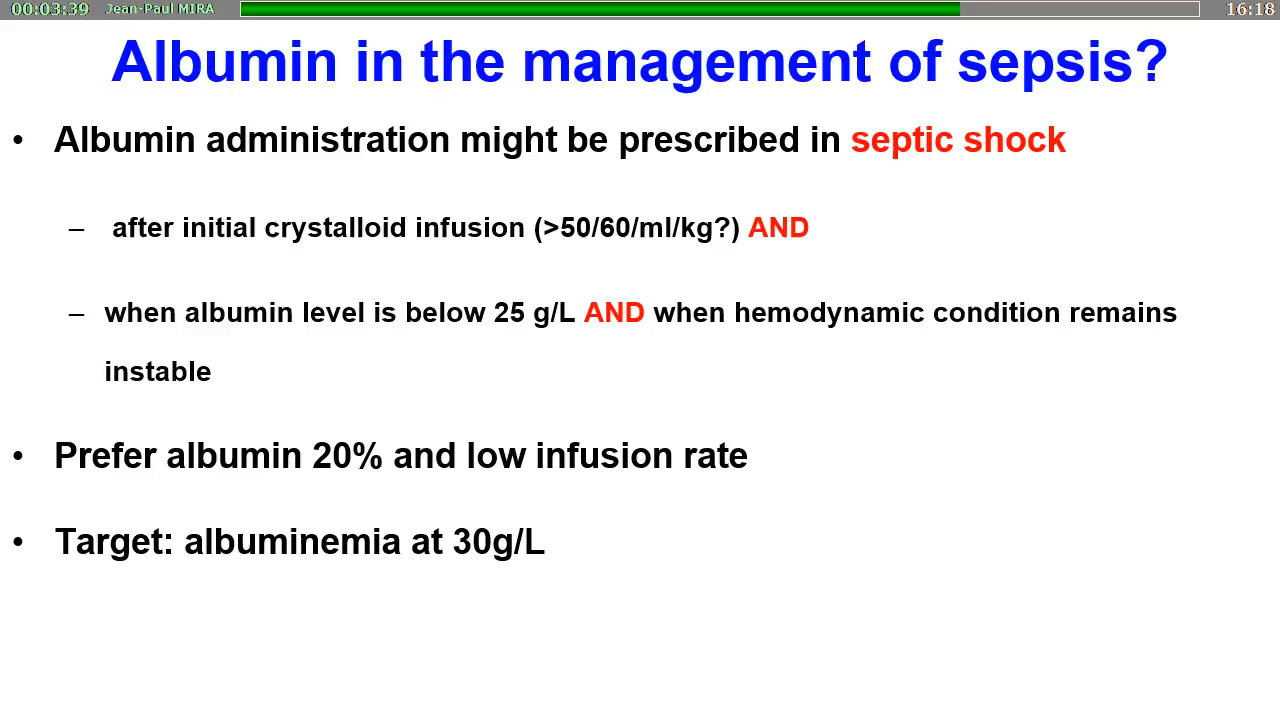 00:03:39 Jean-Paul MIRA 16:18
Albumin in the management of sepsis?
• Albumin administration might be prescribed in septic shock
– after initial crystalloid infusion (>50/60/ml/kg?) AND
– when albumin level is below 25 g/L AND when hemodynamic condition remains
instable
• Prefer albumin 20% and low infusion rate
• Target: albuminemia at 30g/L